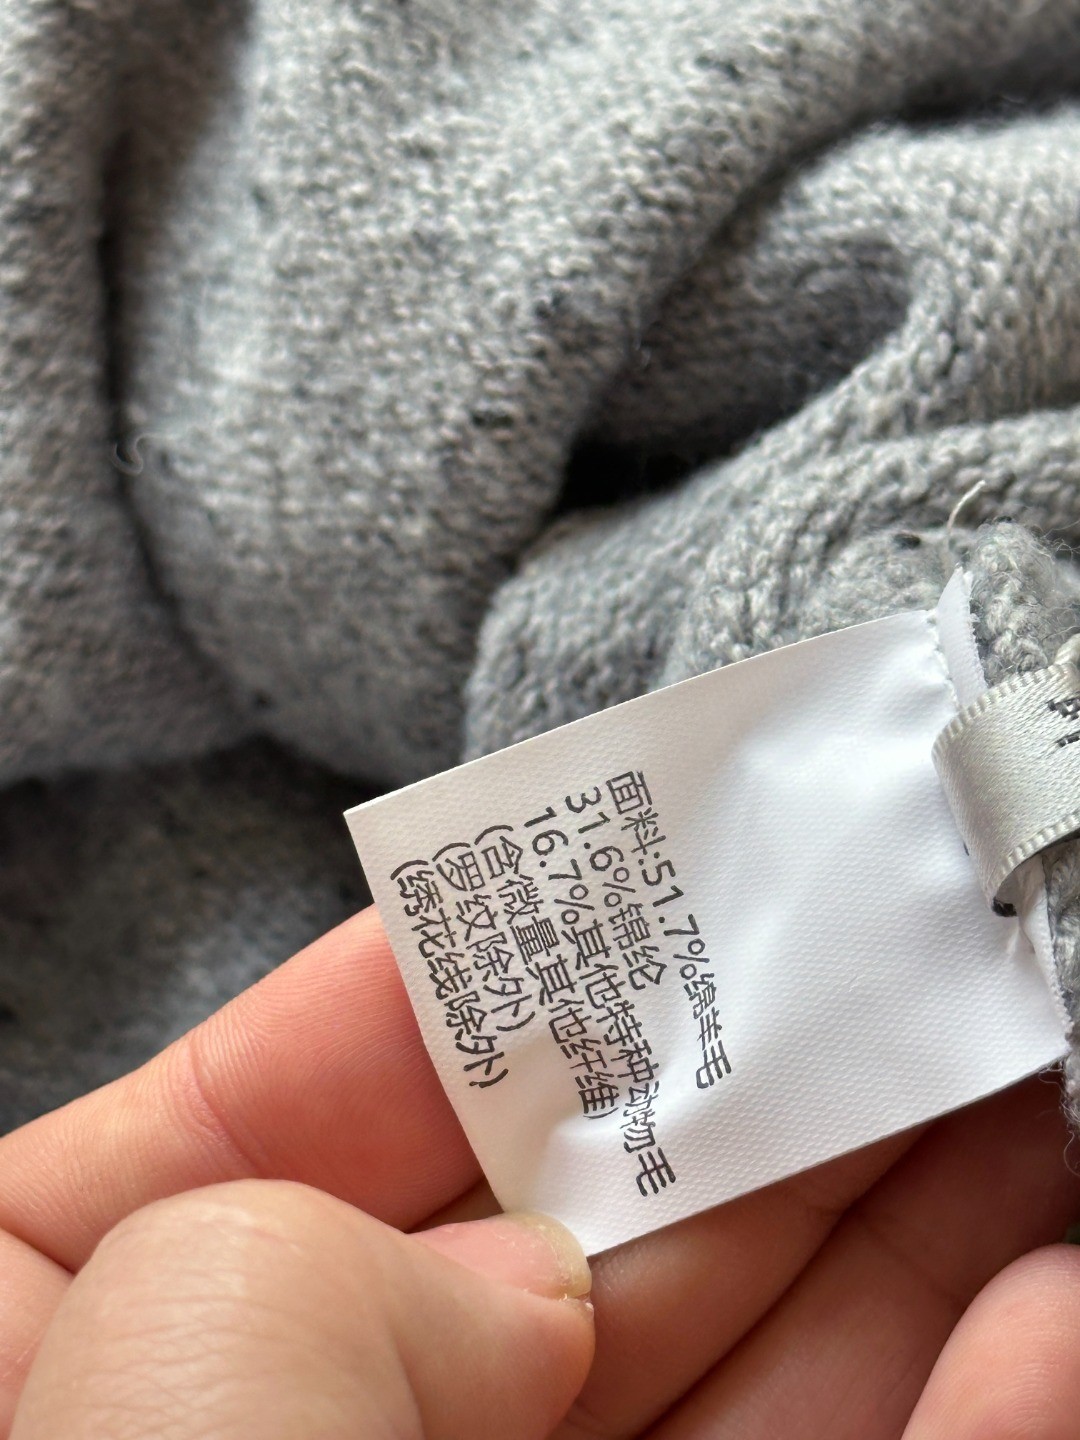 面料:51.7%绵羊毛
31.6%锦纶
16.7%其他特种动物毛
(含微量其他纤维)
(罗纹除外)
(绣花线除外)